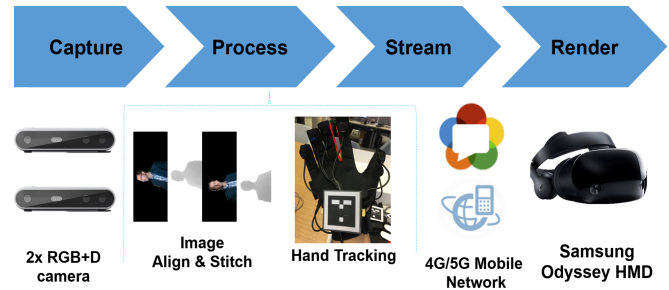 Capture
Process
Stream
Render
2x RGB+D
camera
Image
Align & Stitch
Hand Tracking
4G/5G Mobile
Network
Samsung
Odyssey HMD